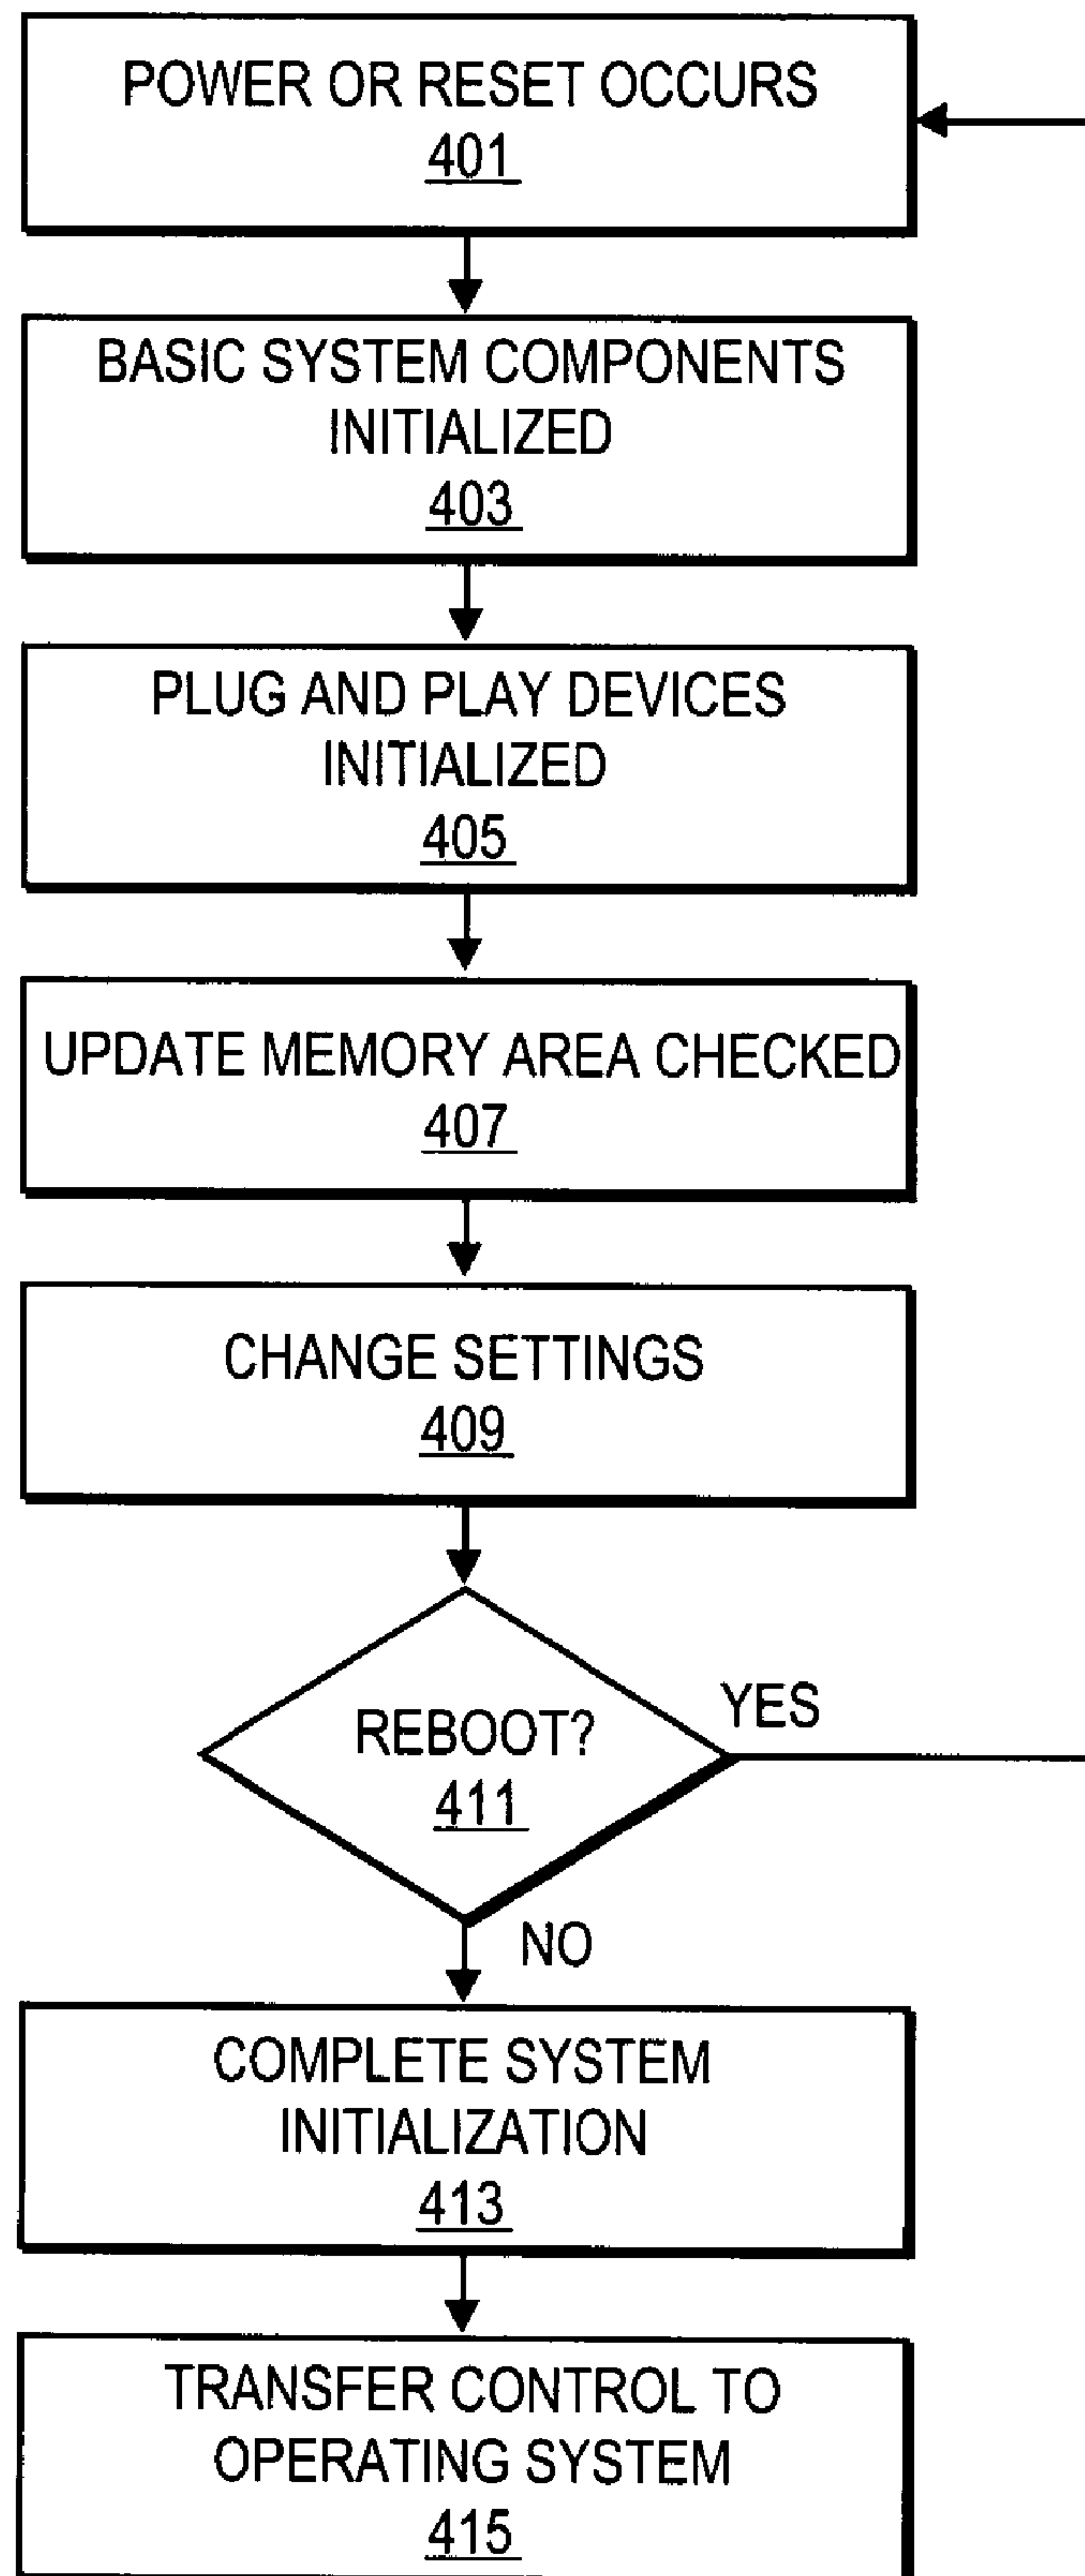 POWER OR RESET OCCURS
401
BASIC SYSTEM COMPONENTS
INITIALIZED
403
PLUG AND PLAY DEVICES
INITIALIZED
405
UPDATE MEMORY AREA CHECKED
407
CHANGE SETTINGS
409
REBOOT?
411
YES
NO
COMPLETE SYSTEM
INITIALIZATION
413
TRANSFER CONTROL TO
OPERATING SYSTEM
415